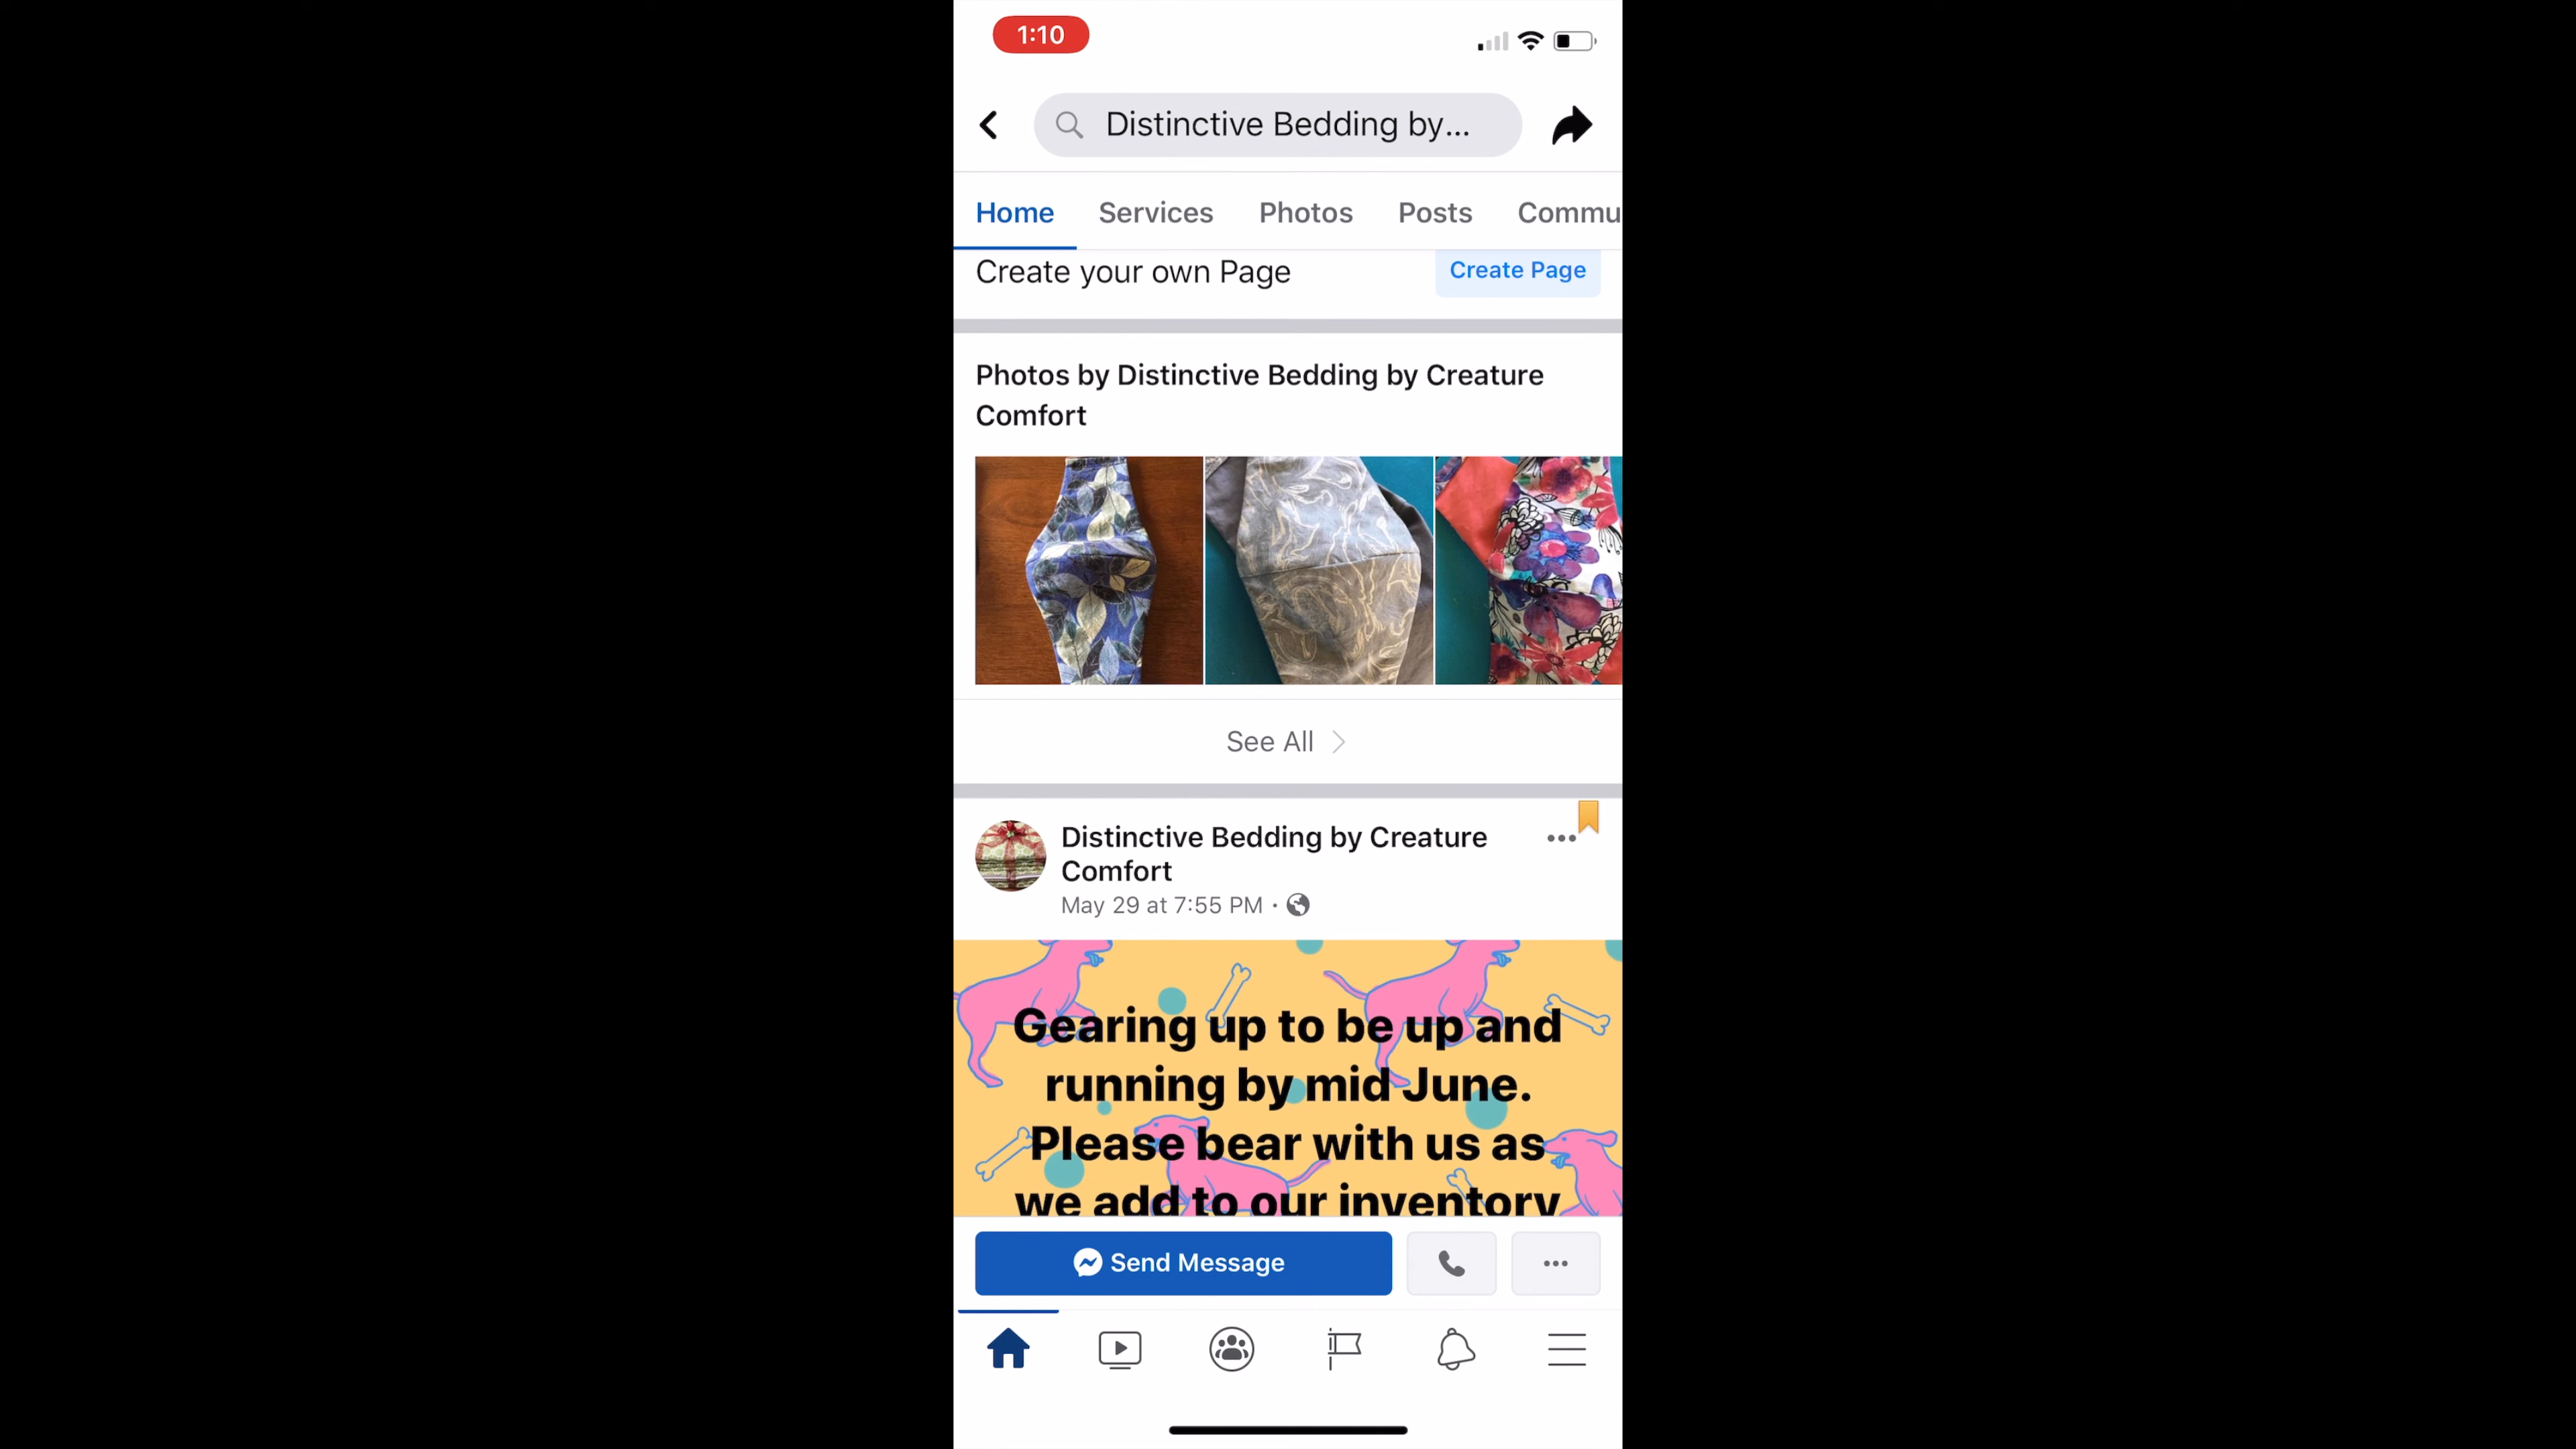 1:10
Distinctive Bedding by...
Home Services Photos Posts Commu
Create your own Page Create Page
Photos by Distinctive Bedding by Creature
Comfort
See All
Distinctive Bedding by Creature
Comfort
May 29 at 7:55 PM ·
Gearing up to be up and
running by mid June.
Please bear with us as
we add to our inventory
Send Message